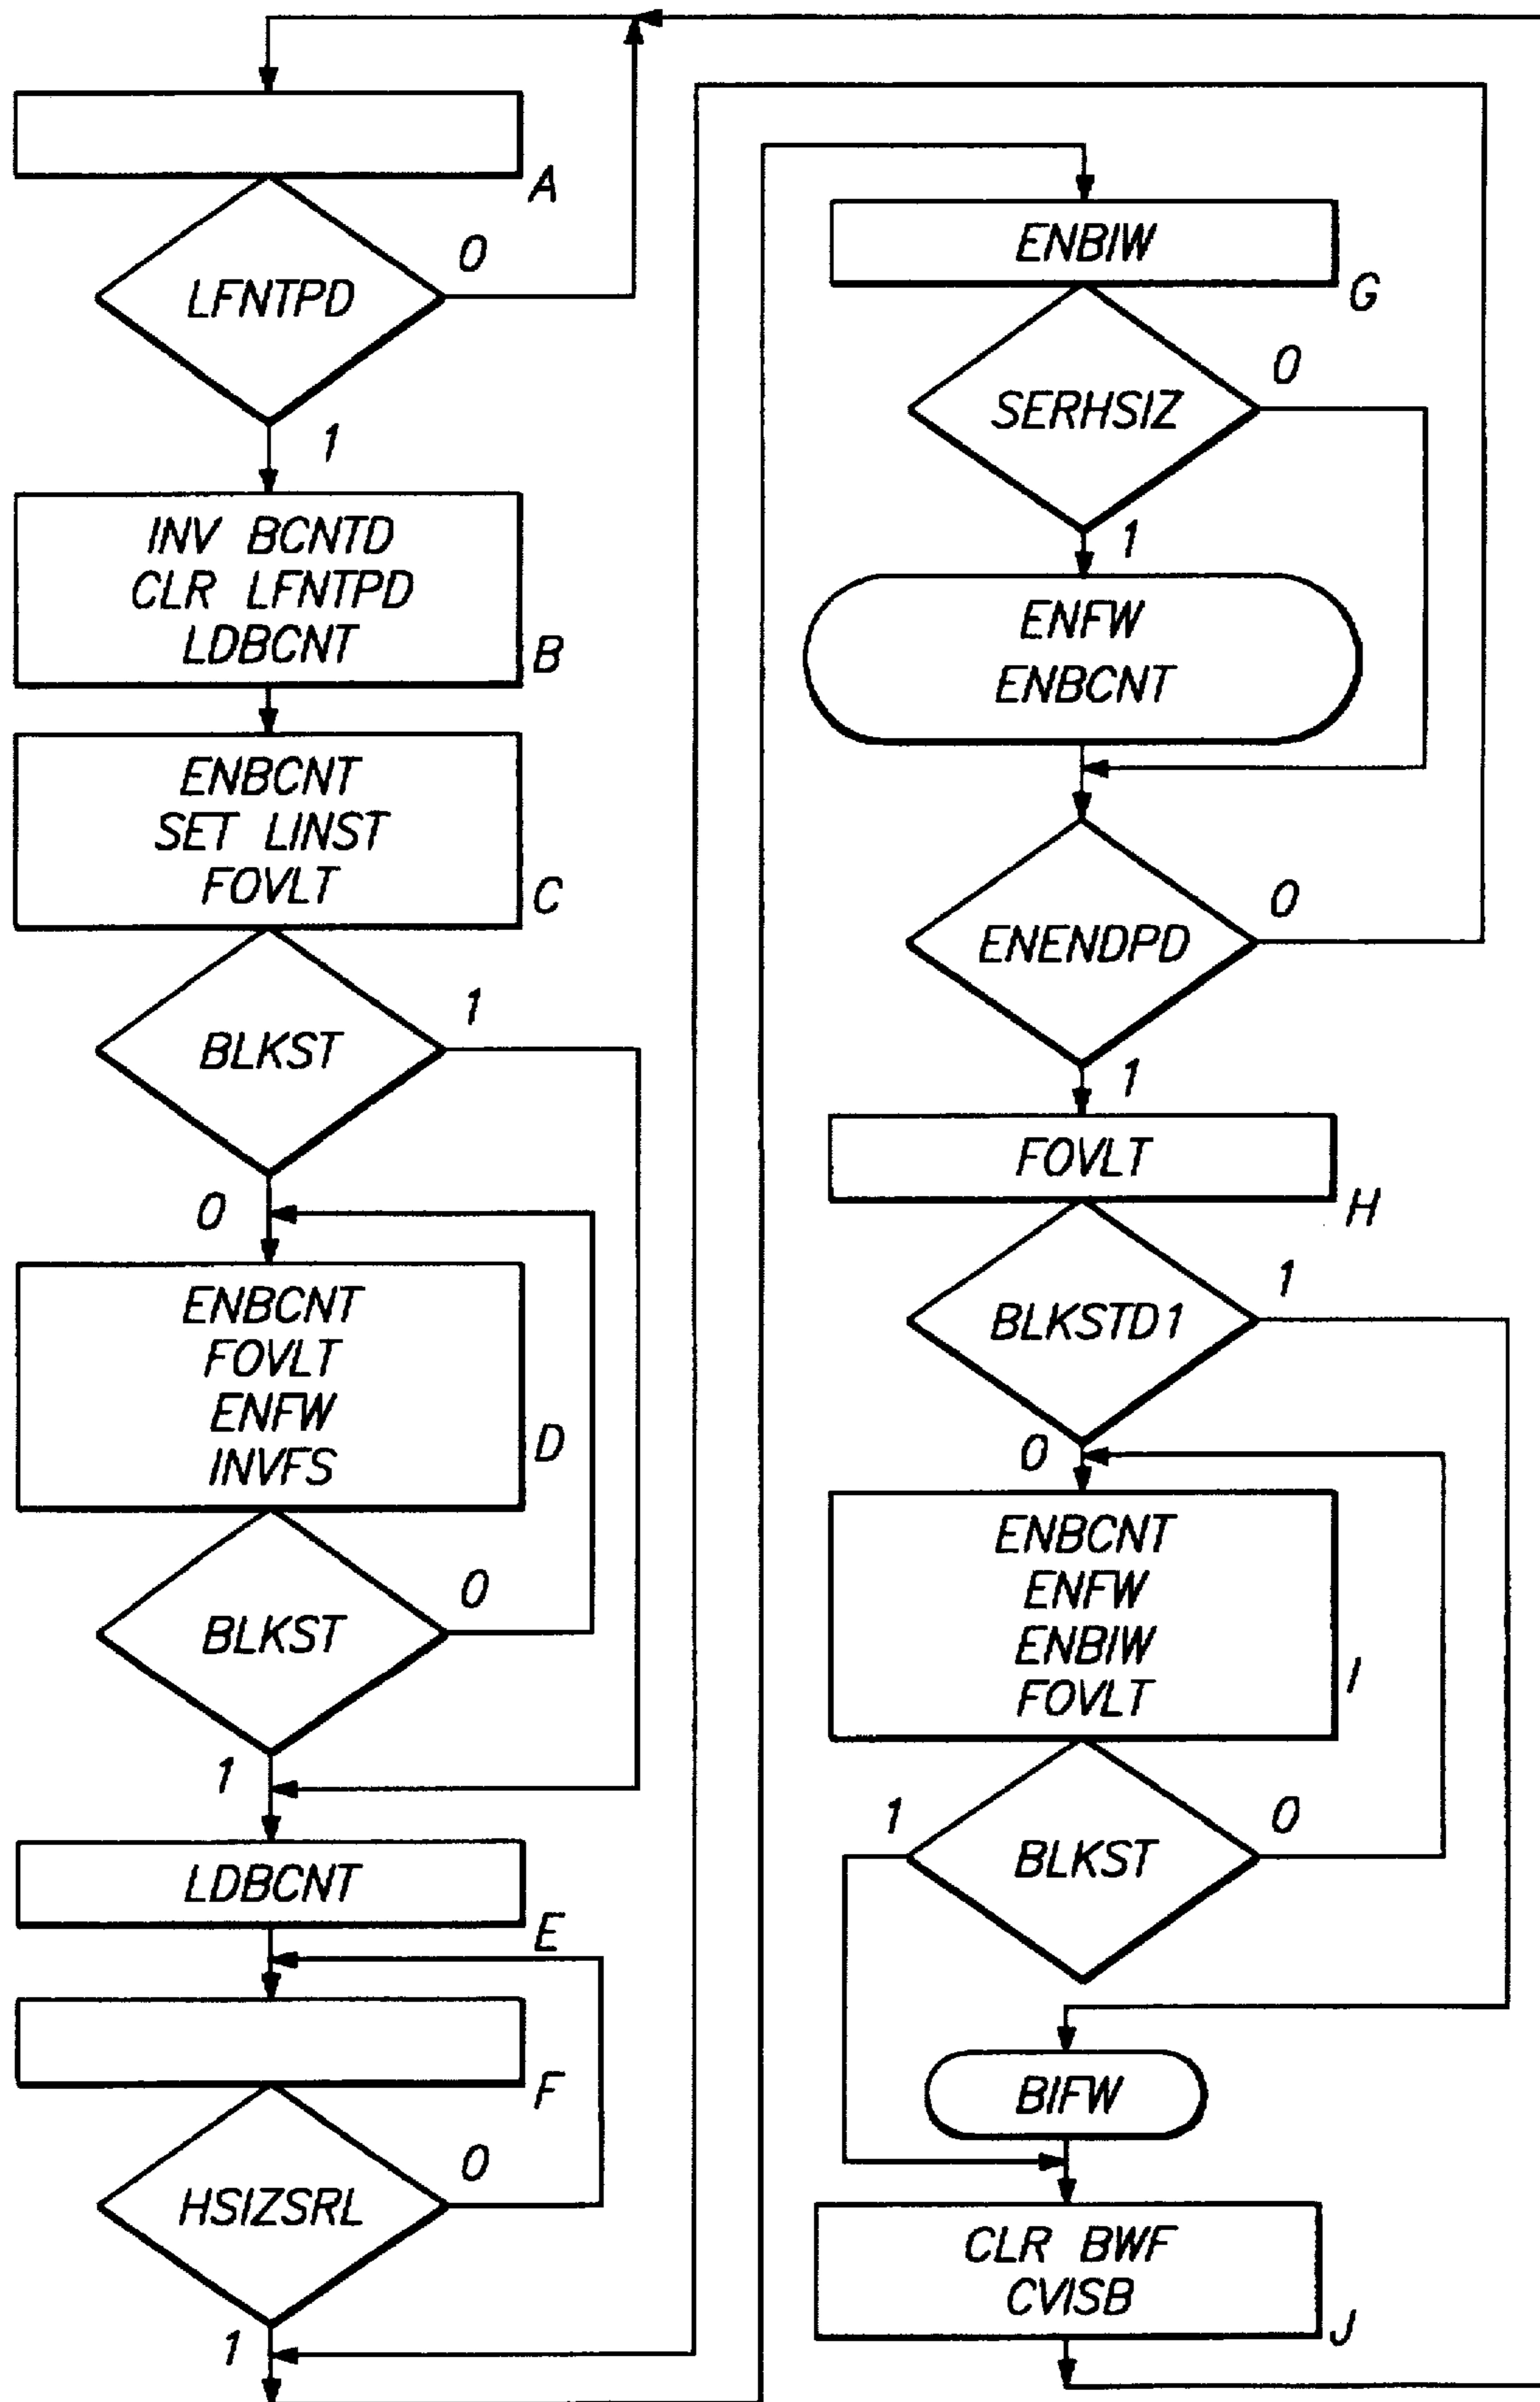 A
LFNTPD
0
1
INV BCNTD
CLR LFNTPD
LDBCNT
B
ENBCNT
SET LINST
FOVLT
C
BLKST
1
0
ENBCNT
FOVLT
ENFW
INVFS
D
BLKST
0
1
LDBCNT
E
F
HSIZSRL
0
1
ENBIW
G
SERHSIZ
0
1
ENFW
ENBCNT
ENENDPD
0
1
FOVLT
H
BLKSTD1
1
0
ENBCNT
ENFW
ENBIW
FOVLT
I
BLKST
1
0
BIFW
CLR BWF
CVISB
J